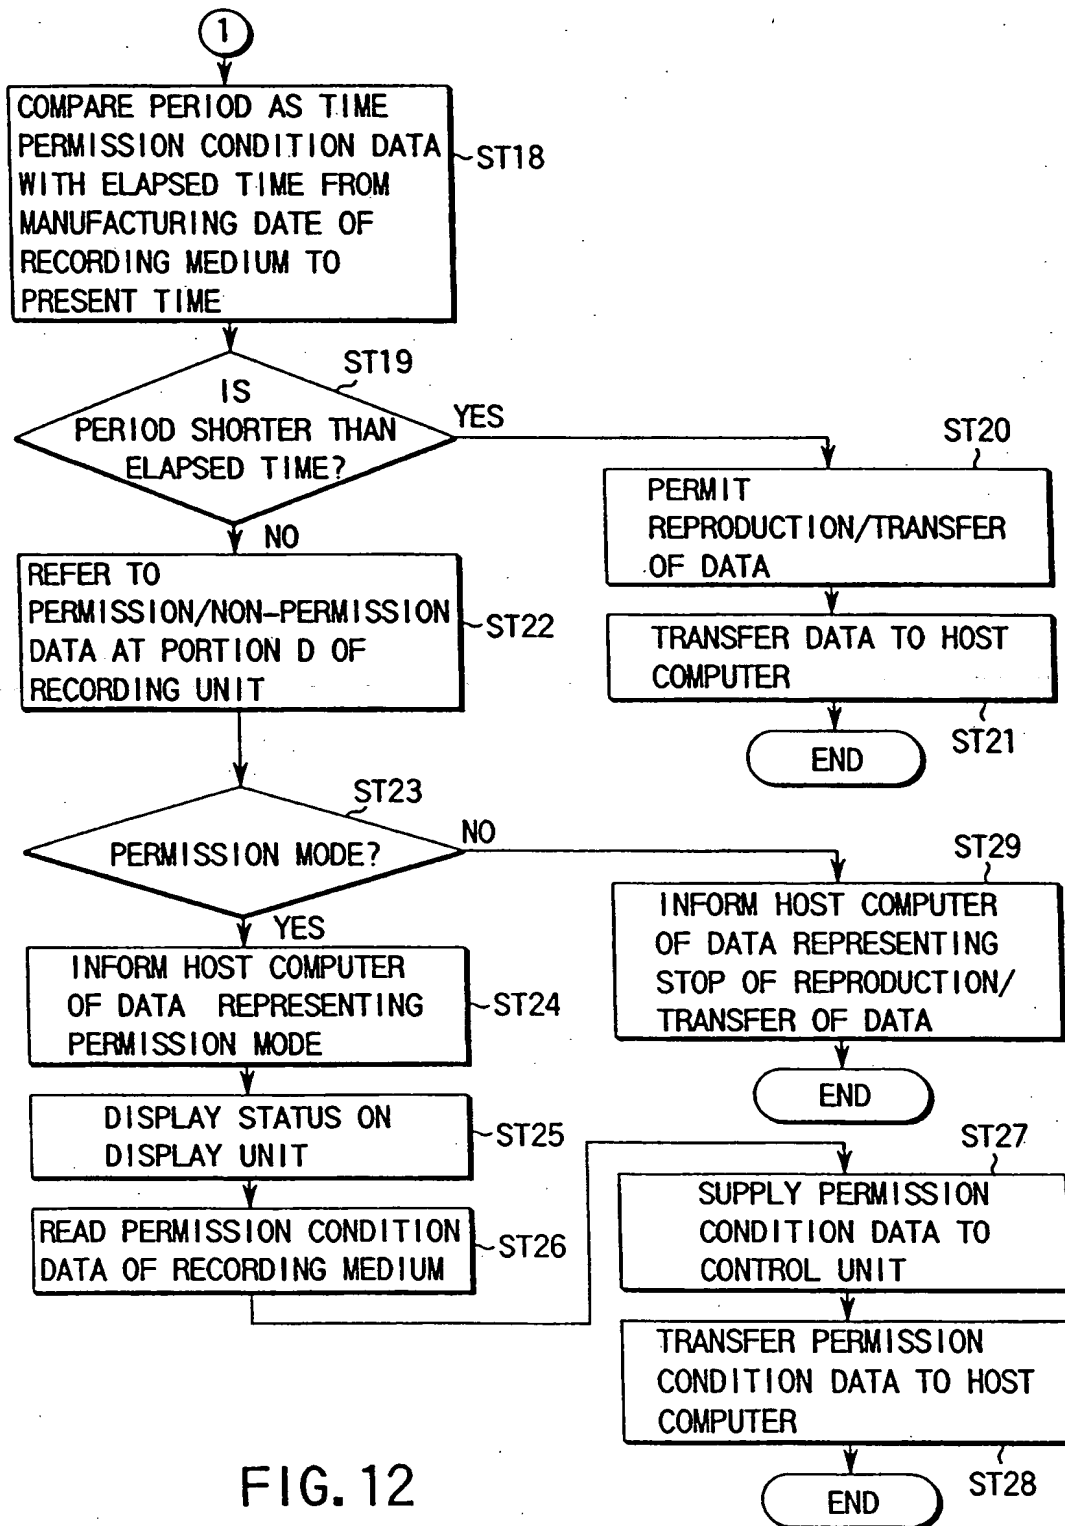 1
COMPARE PERIOD AS TIME
PERMISSION CONDITION DATA
WITH ELAPSED TIME FROM
MANUFACTURING DATE OF
RECORDING MEDIUM TO
PRESENT TIME
ST18
ST19
IS
PERIOD SHORTER THAN
ELAPSED TIME?
YES
ST20
PERMIT
REPRODUCTION/TRANSFER
OF DATA
TRANSFER DATA TO HOST
COMPUTER
ST21
END
NO
REFER TO
PERMISSION/NON-PERMISSION
DATA AT PORTION D OF
RECORDING UNIT
ST22
ST23
PERMISSION MODE?
NO
ST29
INFORM HOST COMPUTER
OF DATA REPRESENTING
STOP OF REPRODUCTION/
TRANSFER OF DATA
END
YES
INFORM HOST COMPUTER
OF DATA REPRESENTING
PERMISSION MODE
ST24
DISPLAY STATUS ON
DISPLAY UNIT
ST25
READ PERMISSION CONDITION
DATA OF RECORDING MEDIUM
ST26
ST27
SUPPLY PERMISSION
CONDITION DATA TO
CONTROL UNIT
TRANSFER PERMISSION
CONDITION DATA TO HOST
COMPUTER
ST28
END
FIG. 12